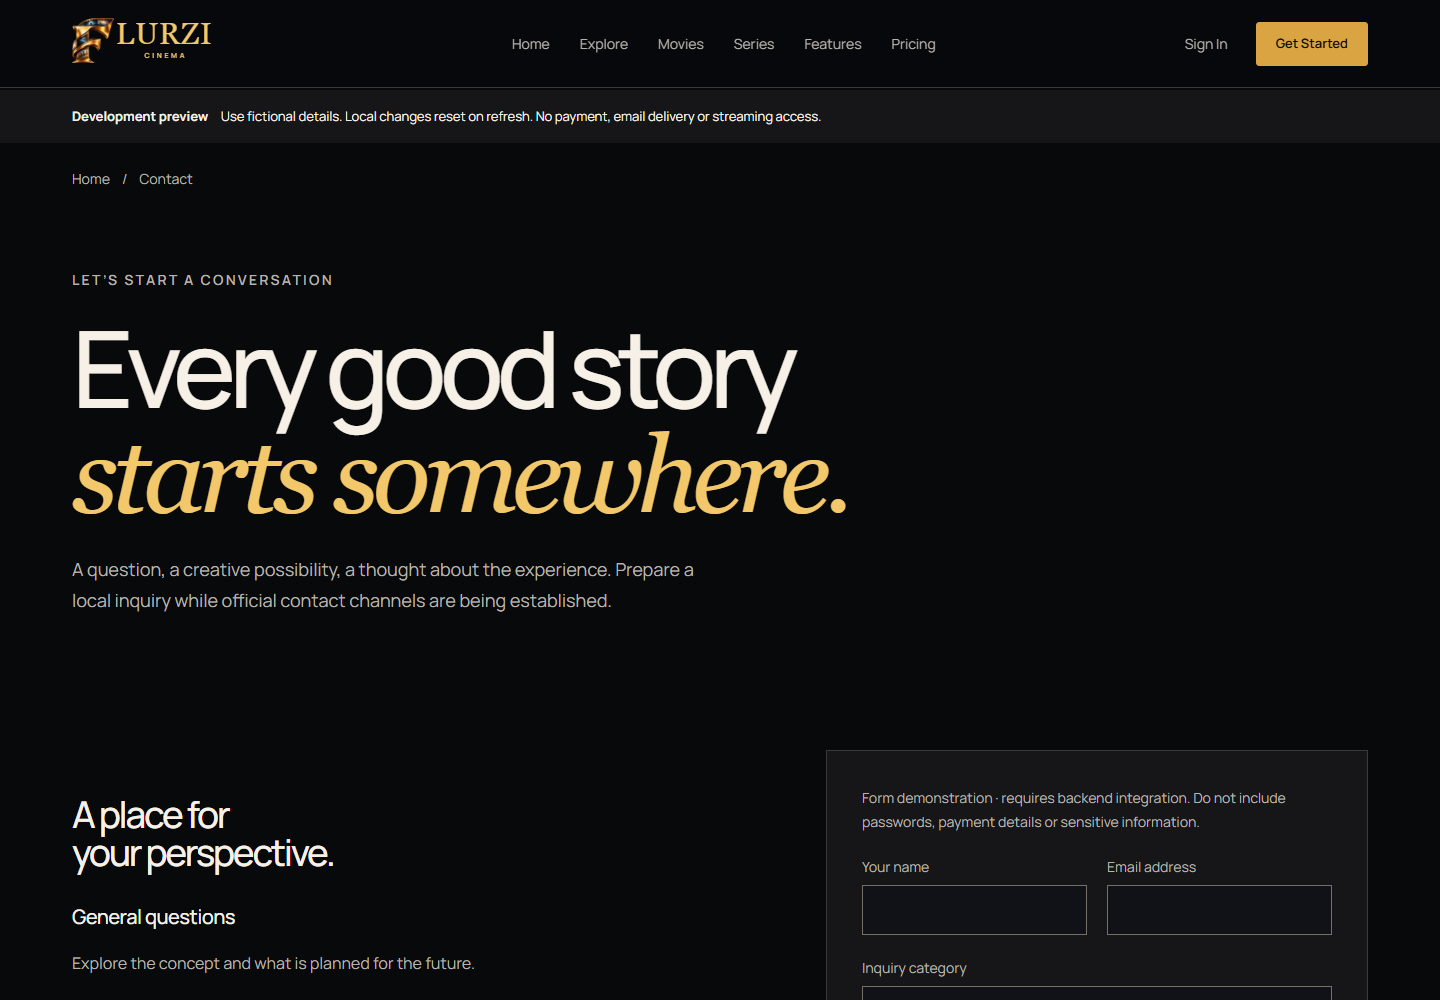 FLURZI
CINEMA
Home Explore Movies Series Features Pricing
Sign In
Get Started
Development preview Use fictional details. Local changes reset on refresh. No payment, email delivery or streaming access.
Home / Contact
LET’S START A CONVERSATION
Every good story
starts somewhere.
A question, a creative possibility, a thought about the experience. Prepare a
local inquiry while official contact channels are being established.
A place for
your perspective.
General questions
Explore the concept and what is planned for the future.
Form demonstration · requires backend integration. Do not include
passwords, payment details or sensitive information.
Your name
Email address
Inquiry category